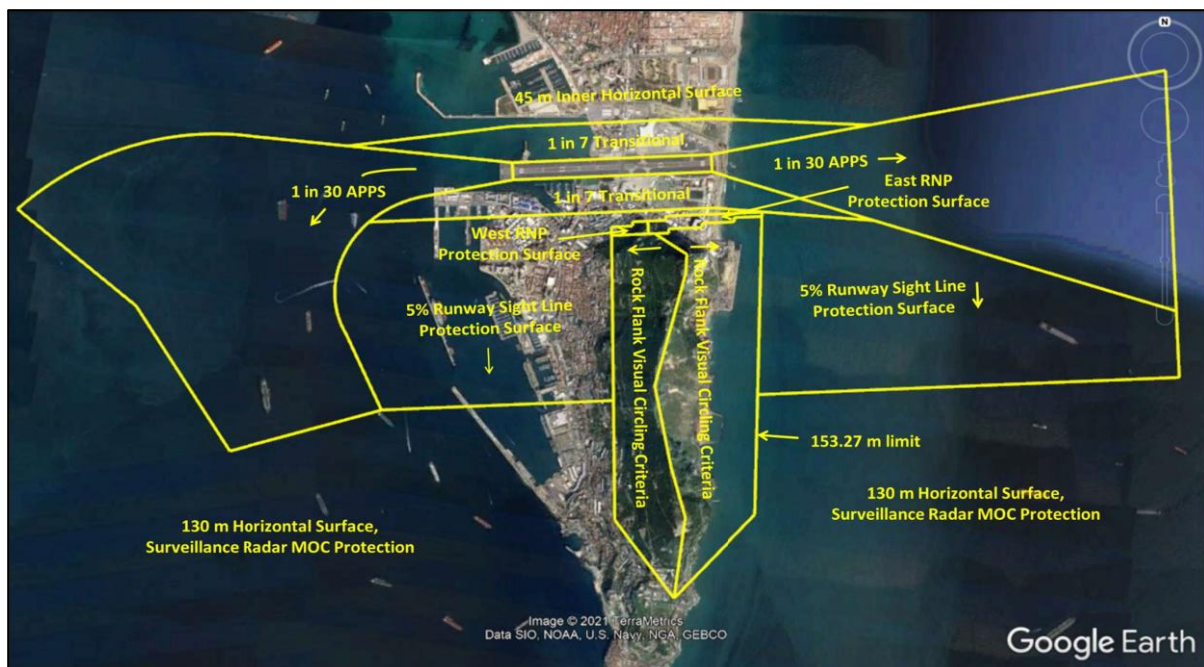 N
45 m Inner Horizontal Surface
1 in 7 Transitional
1 in 30 APPS
1 in 30 APPS
East RNP
Protection Surface
1 in 7 Transitional
West RNP
Protection Surface
Rock Flank Visual Circling Criteria
Rock Flank Visual Circling Criteria
5% Runway Sight Line
Protection Surface
5% Runway Sight Line
Protection Surface
153.27 m limit
130 m Horizontal Surface,
Surveillance Radar MOC Protection
130 m Horizontal Surface,
Surveillance Radar MOC Protection
Image © 2021 TerraMetrics
Data SIO, NOAA, U.S. Navy, NGA, GEBCO
Google Earth